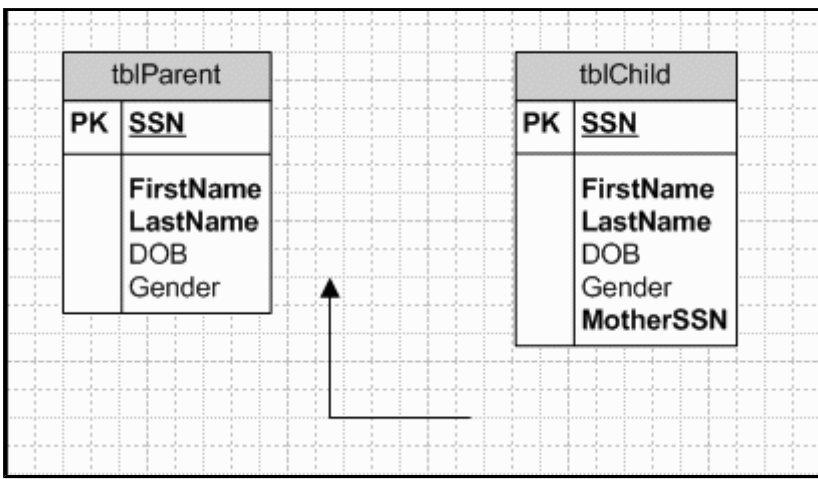 tblParent
PK SSN
FirstName
LastName
DOB
Gender
tblChild
PK SSN
FirstName
LastName
DOB
Gender
MotherSSN